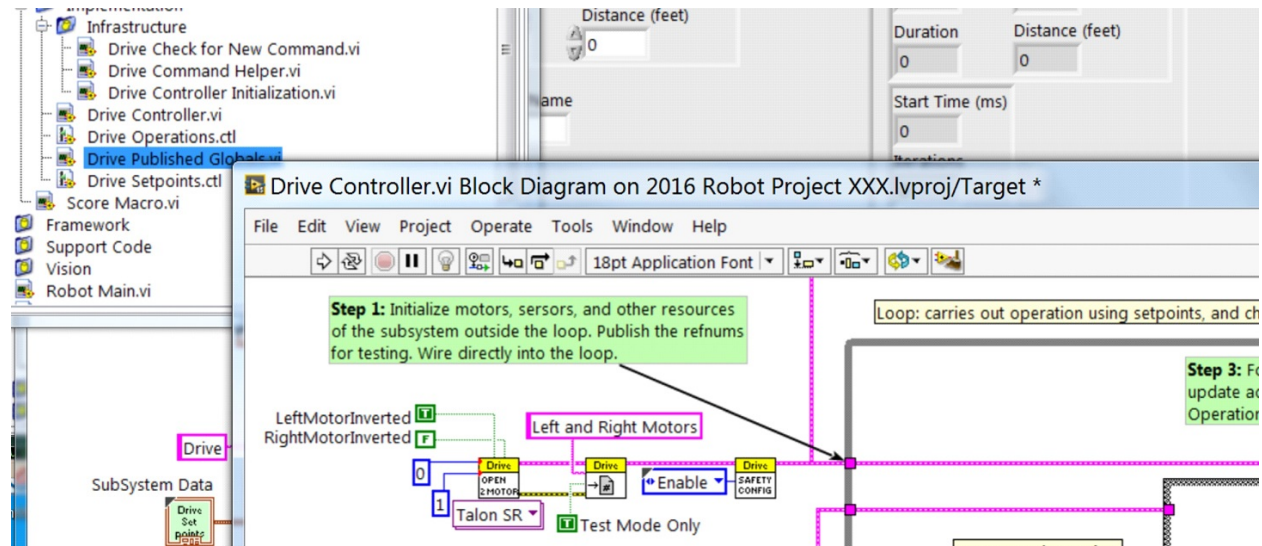 Implementation
Infrastructure
Drive Check for New Command.vi
Drive Command Helper.vi
Drive Controller Initialization.vi
Drive Controller.vi
Drive Operations.ctl
Drive Published Globals.vi
Drive Setpoints.ctl
Score Macro.vi
Framework
Support Code
Vision
Robot Main.vi
Distance (feet)
0
ame
Duration
Distance (feet)
0
0
Start Time (ms)
0
Iterations
Drive Controller.vi Block Diagram on 2016 Robot Project XXX.lvproj/Target *
File Edit View Project Operate Tools Window Help
18pt Application Font
Step 1: Initialize motors, sersors, and other resources
of the subsystem outside the loop. Publish the refnums
for testing. Wire directly into the loop.
Loop: carries out operation using setpoints, and ch
Step 3: Fo
update ac
Operation
LeftMotorInverted T
RightMotorInverted F
Left and Right Motors
0
1
Drive
OPEN
2 MOTOR
Talon SR
Drive
#
T Test Mode Only
Enable
Drive
SAFETY
CONFIG
Drive
SubSystem Data
Drive
Set
points